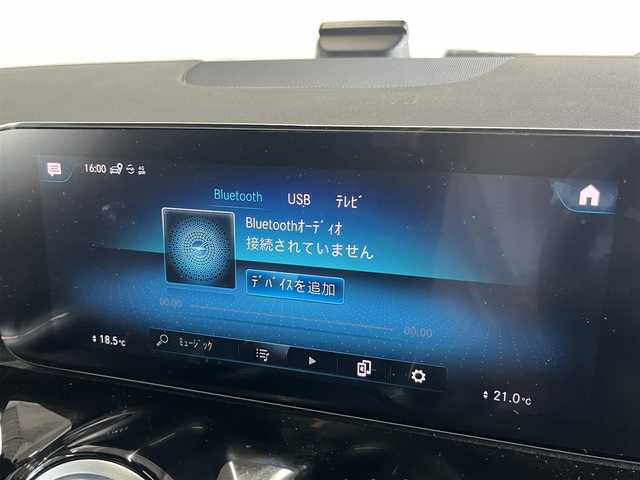 16:00
Bluetooth USB テレビ
Bluetoothオーディオ
接続されていません
デバイスを追加
00:00
00:00
18.5℃
ミュージック
21.0℃